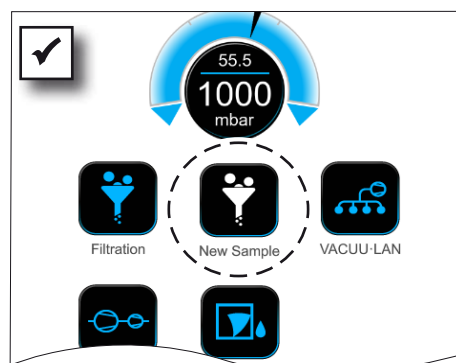 55.5
1000
mbar
Filtration
New Sample
VACUU·LAN